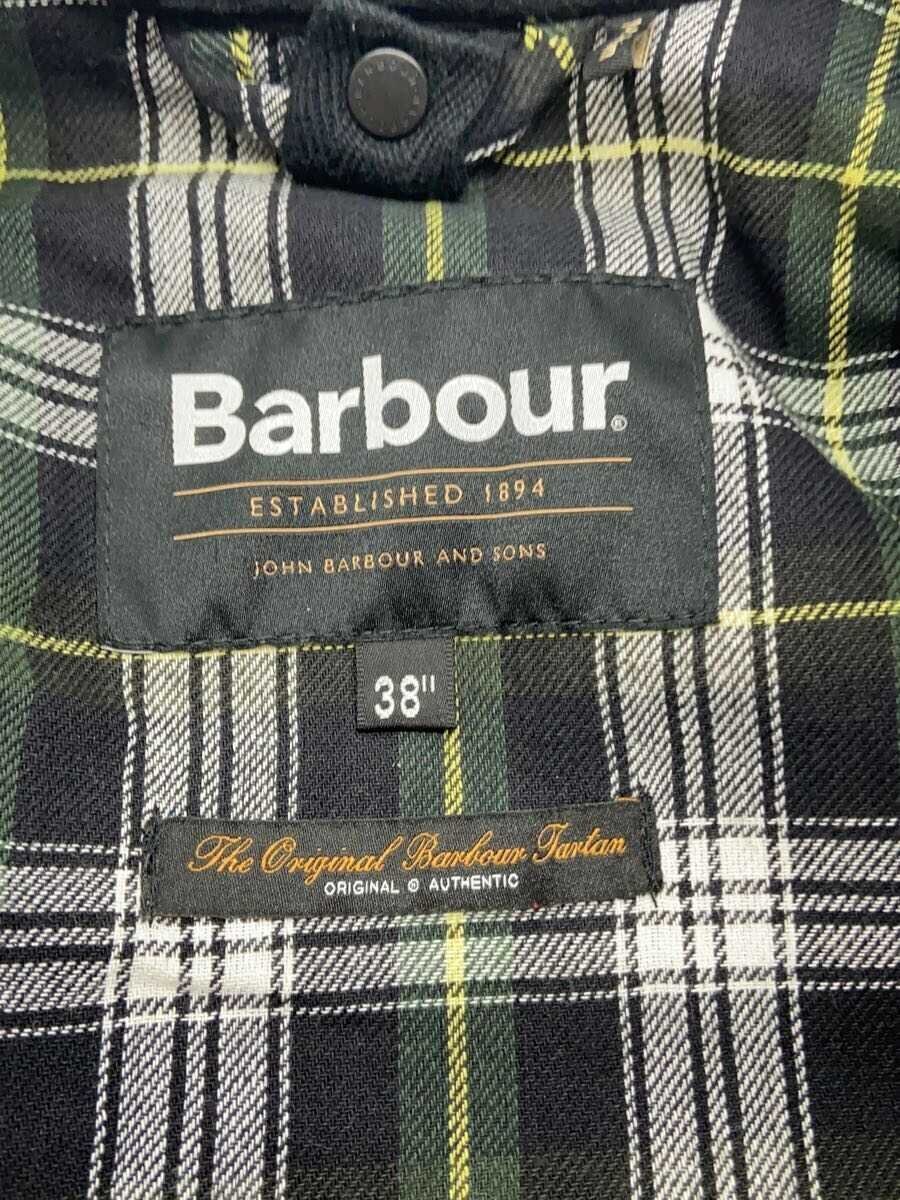 Barbour®
ESTABLISHED 1894
JOHN BARBOUR AND SONS
38"
The Original Barbour Tartan
ORIGINAL & AUTHENTIC